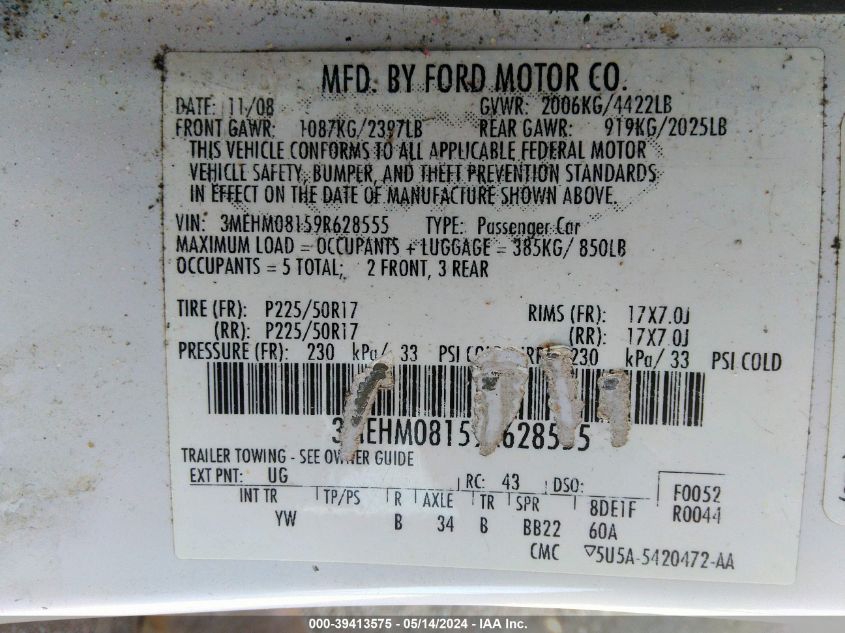 MFD. BY FORD MOTOR CO.
DATE: 11/08 GVWR: 2006KG/4422LB
FRONT GAWR: 1087KG/2397LB REAR GAWR: 919KG/2025LB
THIS VEHICLE CONFORMS TO ALL APPLICABLE FEDERAL MOTOR
VEHICLE SAFETY, BUMPER, AND THEFT PREVENTION STANDARDS
IN EFFECT ON THE DATE OF MANUFACTURE SHOWN ABOVE.
VIN: 3MEHM08159R628555 TYPE: Passenger Car
MAXIMUM LOAD = OCCUPANTS + LUGGAGE = 385KG/ 850LB
OCCUPANTS = 5 TOTAL; 2 FRONT, 3 REAR
TIRE (FR): P225/50R17 RIMS (FR): 17X7.0J
(RR): P225/50R17 (RR): 17X7.0J
PRESSURE (FR): 230 kPa/ 33 PSI COLD 230 kPa/ 33 PSI COLD
3MEHM08159R628555
TRAILER TOWING - SEE OWNER GUIDE
EXT PNT: UG RC: 43 DSO: F0052
INT TR TP/PS R AXLE TR SPR 8DE1F R0044
YW B 34 B BB22 60A
CMC ▽5U5A-5420472-AA
000-39413575 - 05/14/2024 - IAA Inc.